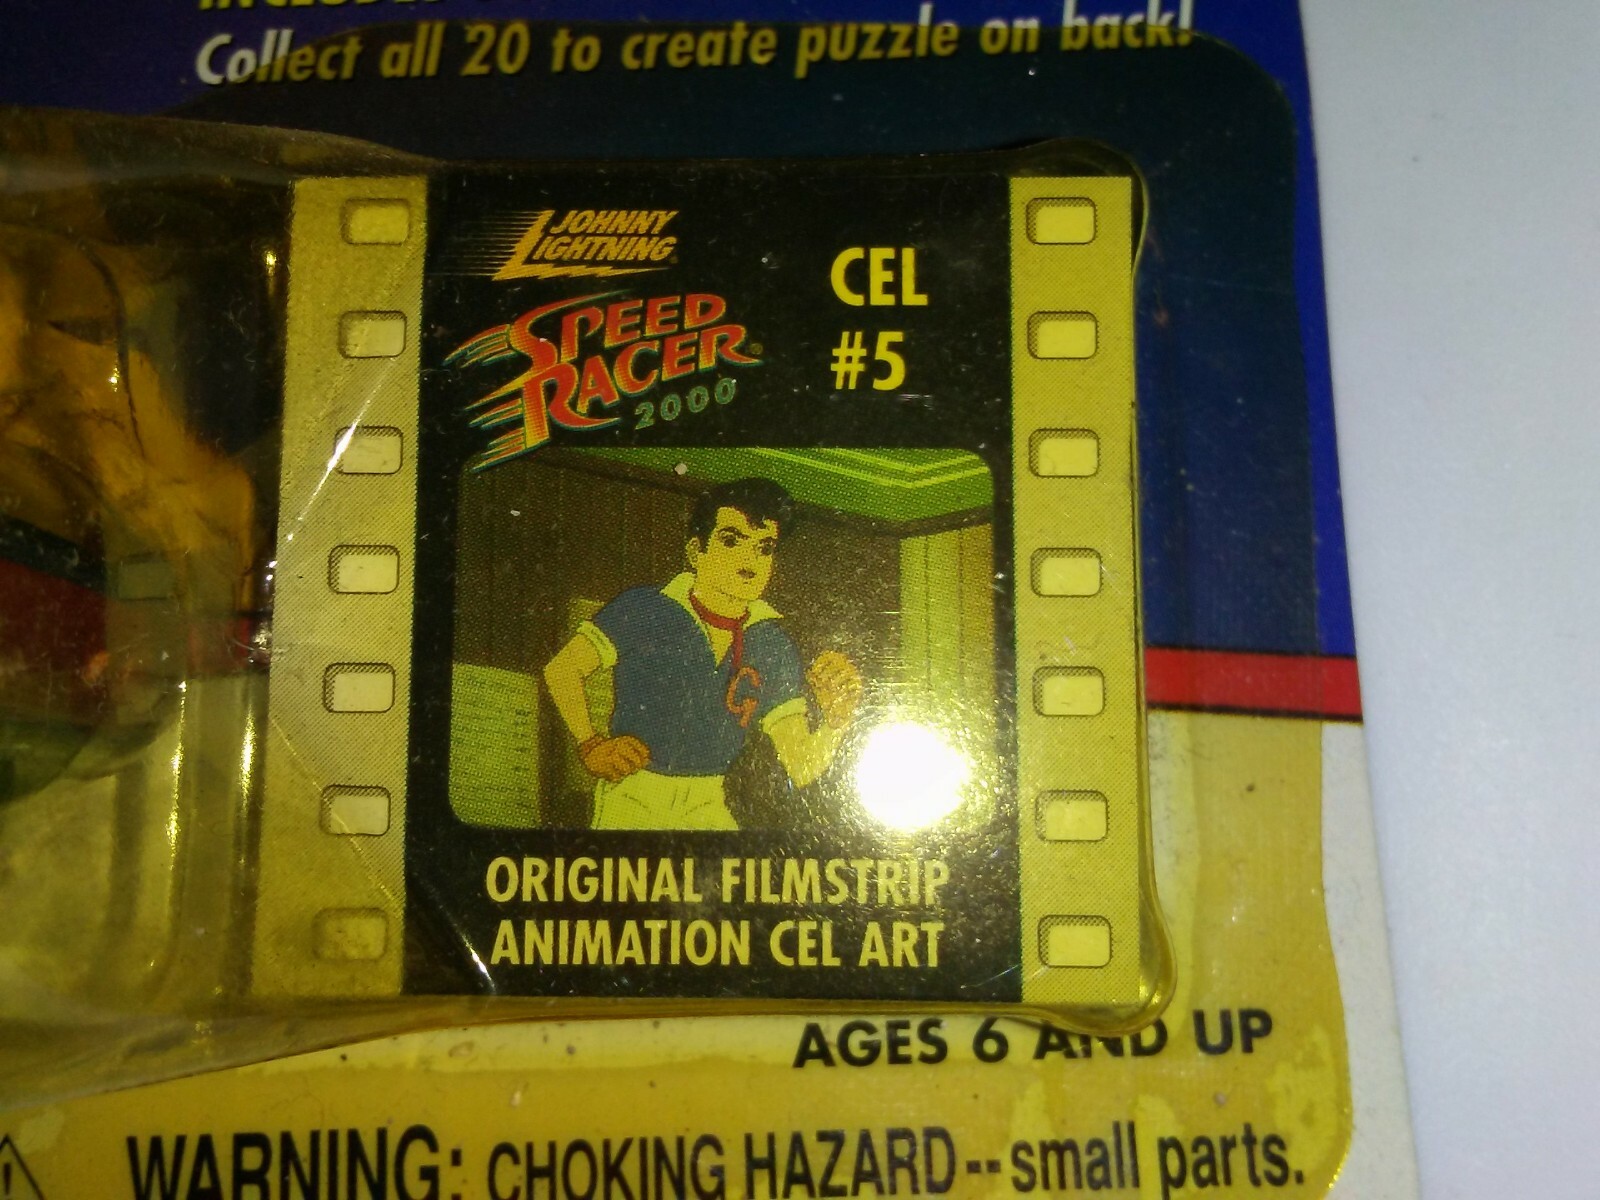 INCLUDES
Collect all 20 to create puzzle on back!
JOHNNY
LIGHTNING
SPEED
RACER
2000
CEL
#5
G
ORIGINAL FILMSTRIP
ANIMATION CEL ART
AGES 6 AND UP
WARNING: CHOKING HAZARD--small parts.